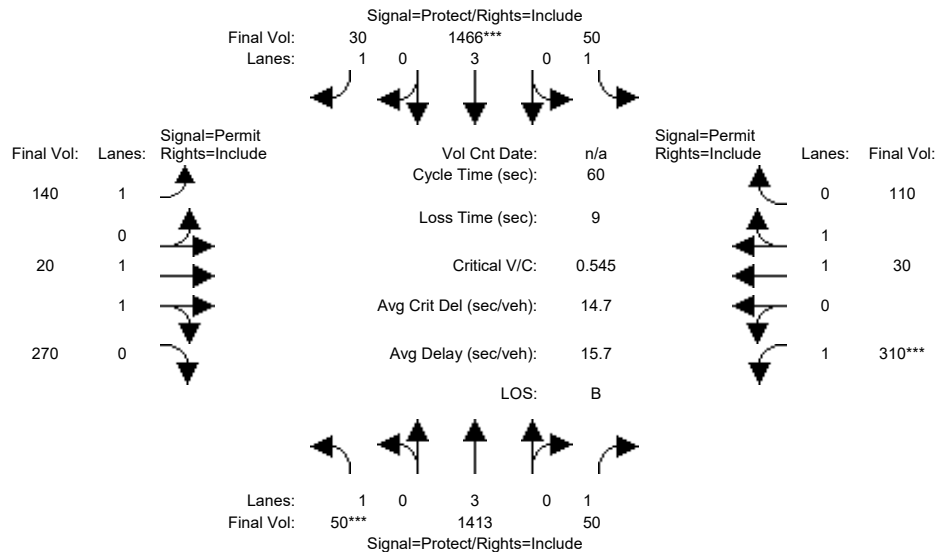 Signal=Protect/Rights=Include
Final Vol: 30 1466*** 50
Lanes: 1 0 3 0 1
Signal=Permit Signal=Permit
Final Vol: Lanes: Rights=Include Vol Cnt Date: n/a Rights=Include Lanes: Final Vol:
Cycle Time (sec): 60
140 1 0 110
Loss Time (sec): 9
0 1
20 1 Critical V/C: 0.545 1 30
1 Avg Crit Del (sec/veh): 14.7 0
270 0 Avg Delay (sec/veh): 15.7 1 310***
LOS: B
Lanes: 1 0 3 0 1
Final Vol: 50*** 1413 50
Signal=Protect/Rights=Include